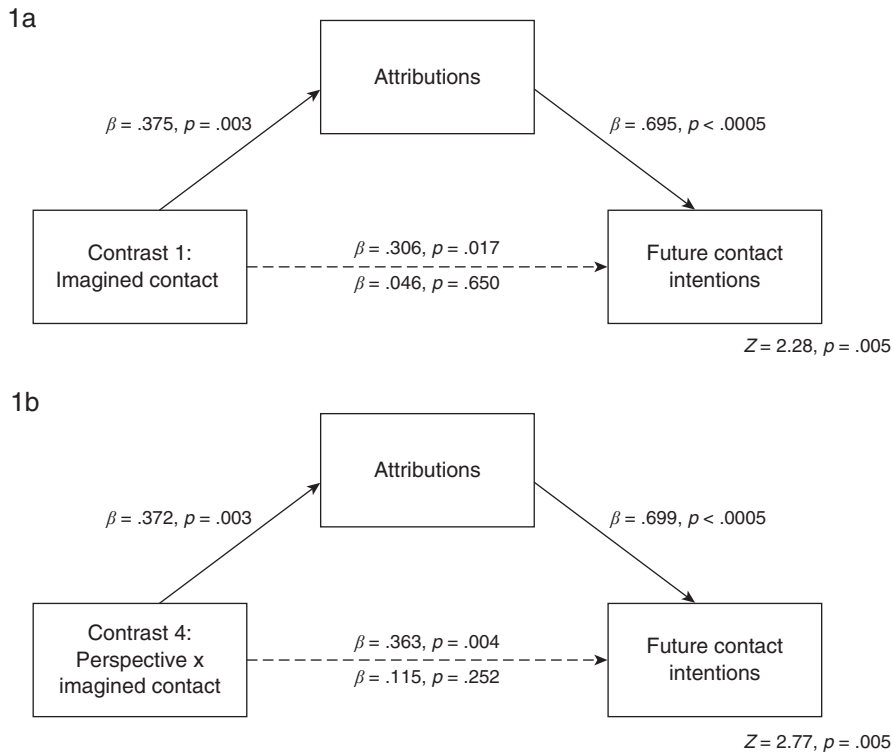 1a
Attributions
β = .375, p = .003
β = .695, p < .0005
Contrast 1:
Imagined contact
β = .306, p = .017
β = .046, p = .650
Future contact
intentions
Z = 2.28, p = .005
1b
Attributions
β = .372, p = .003
β = .699, p < .0005
Contrast 4:
Perspective x
imagined contact
β = .363, p = .004
β = .115, p = .252
Future contact
intentions
Z = 2.77, p = .005